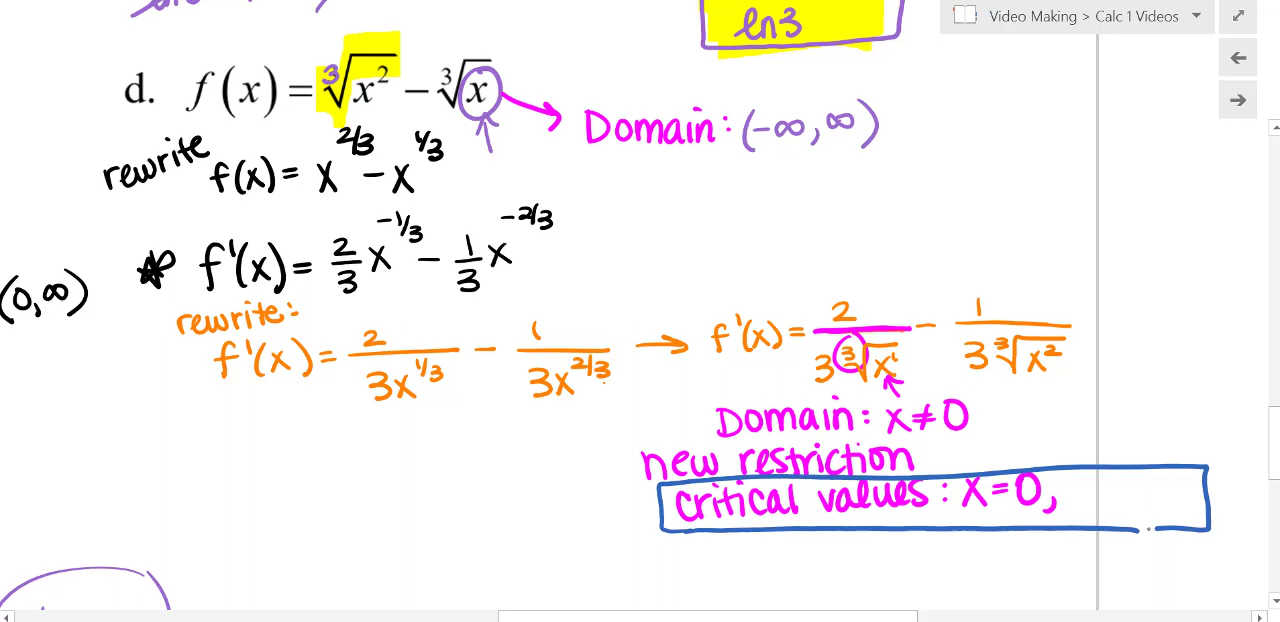 ln3
Video Making > Calc 1 Videos
d. f(x) = ∛x² − ∛x
Domain: (-∞, ∞)
rewrite f(x) = x^2/3 − x^1/3
* f'(x) = 2/3 x^-1/3 − 1/3 x^-2/3
(0, ∞)
rewrite:
f'(x) = 2/3x^1/3 − 1/3x^2/3 → f'(x) = 2/3∛x¹ − 1/3∛x²
Domain: x ≠ 0
new restriction
critical values: x = 0,